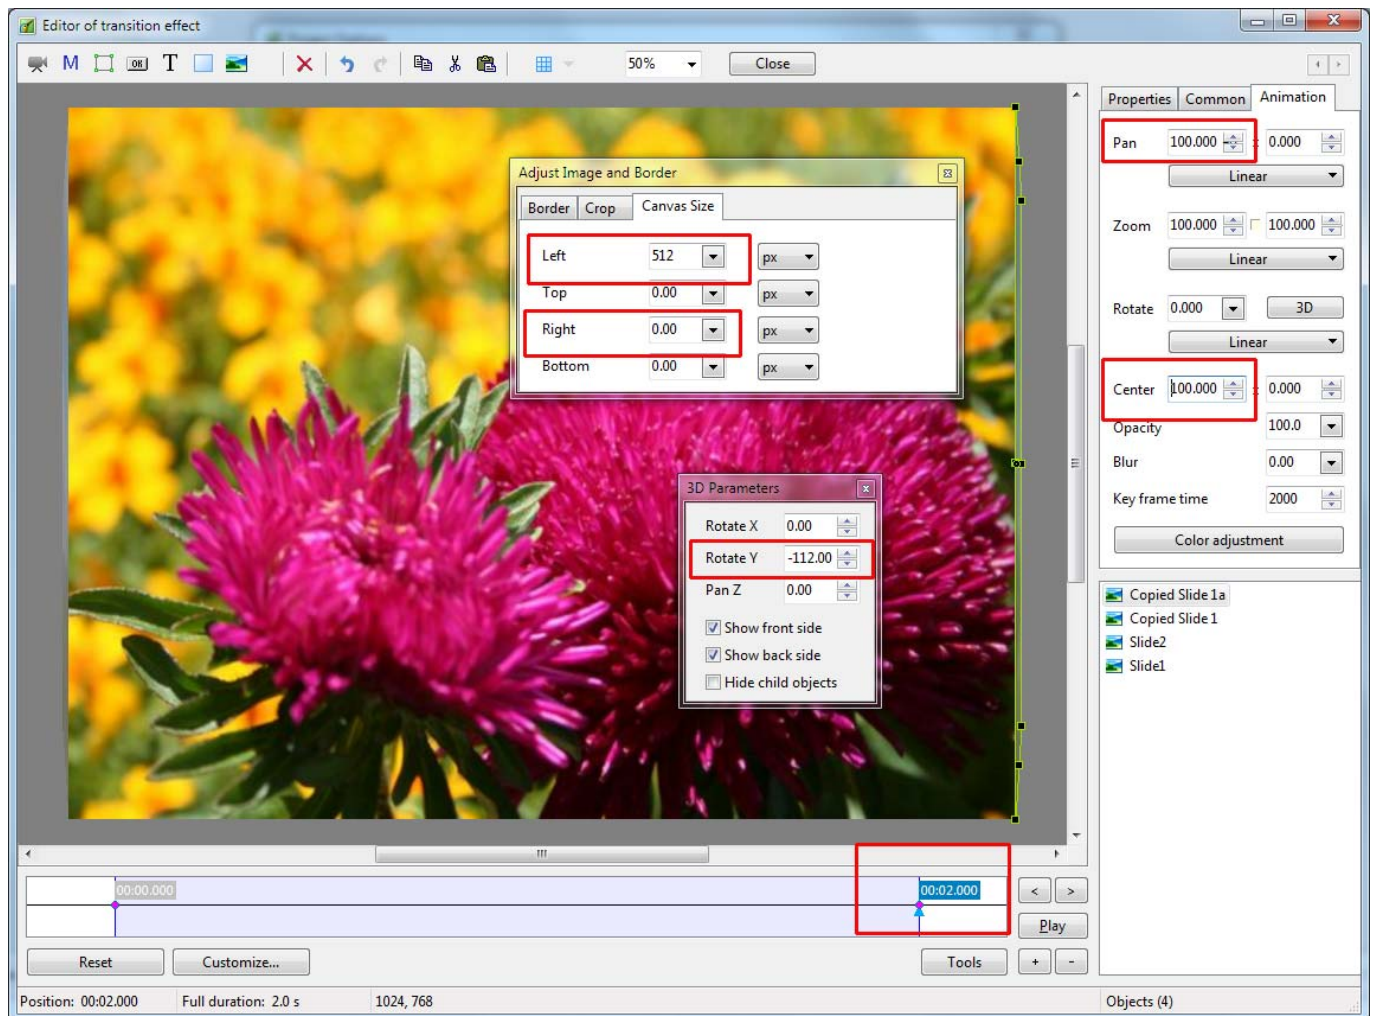 Editor of transition effect
M OK T 50% Close
Properties Common Animation
Pan 100.000 0.000
Linear
Zoom 100.000 100.000
Linear
Rotate 0.000 3D
Linear
Center 100.000 0.000
Opacity 100.0
Blur 0.00
Key frame time 2000
Color adjustment
Adjust Image and Border
Border Crop Canvas Size
Left 512 px
Top 0.00 px
Right 0.00 px
Bottom 0.00 px
3D Parameters
Rotate X 0.00
Rotate Y -112.00
Pan Z 0.00
Show front side
Show back side
Hide child objects
Copied Slide 1a
Copied Slide 1
Slide2
Slide1
00:00.000 00:02.000 < >
Play
Reset Customize... Tools + -
Position: 00:02.000 Full duration: 2.0 s 1024, 768 Objects (4)